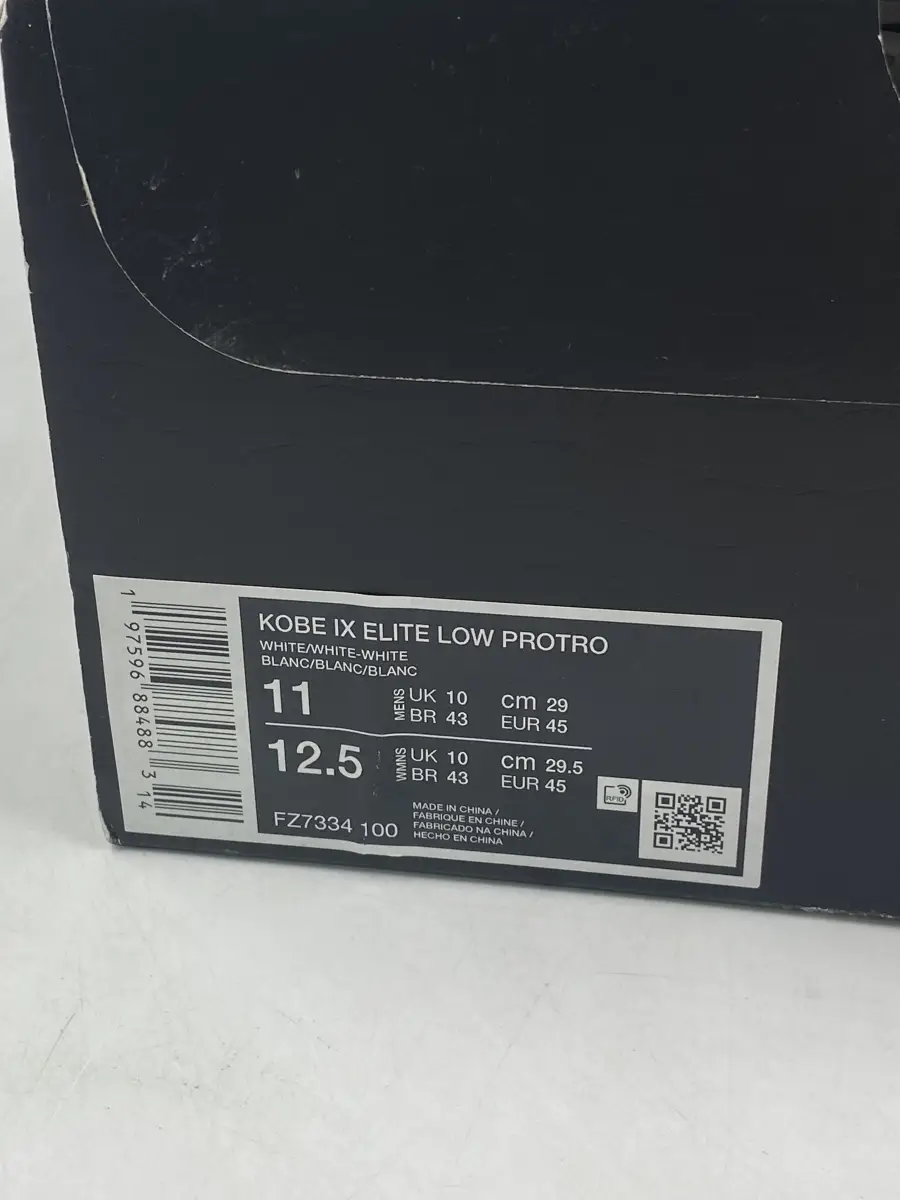 1 97596 88488 3 14
KOBE IX ELITE LOW PROTRO
WHITE/WHITE-WHITE
BLANC/BLANC/BLANC
11 MENS UK 10 cm 29
BR 43 EUR 45
12.5 WMNS UK 10 cm 29.5
BR 43 EUR 45
RFID
FZ7334 100
MADE IN CHINA /
FABRIQUE EN CHINE /
FABRICADO NA CHINA /
HECHO EN CHINA